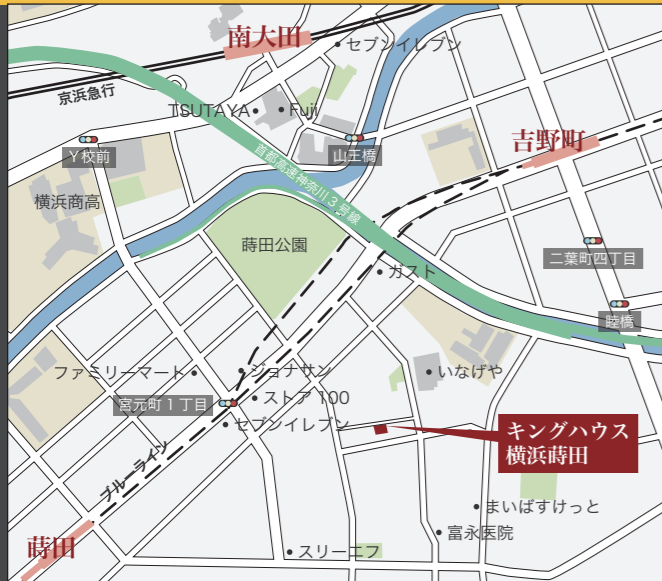 南大田
セブンイレブン
京浜急行
TSUTAYA
Fuji
吉野町
Y校前
山王橋
首都高速神奈川3号線
横浜商高
蒔田公園
二葉町四丁目
ガスト
睦橋
ファミリーマート
ジョナサン
いなげや
ストア100
宮元町1丁目
セブンイレブン
キングハウス
横浜蒔田
ブルーライン
まいばすけっと
富永医院
蒔田
スリーエフ